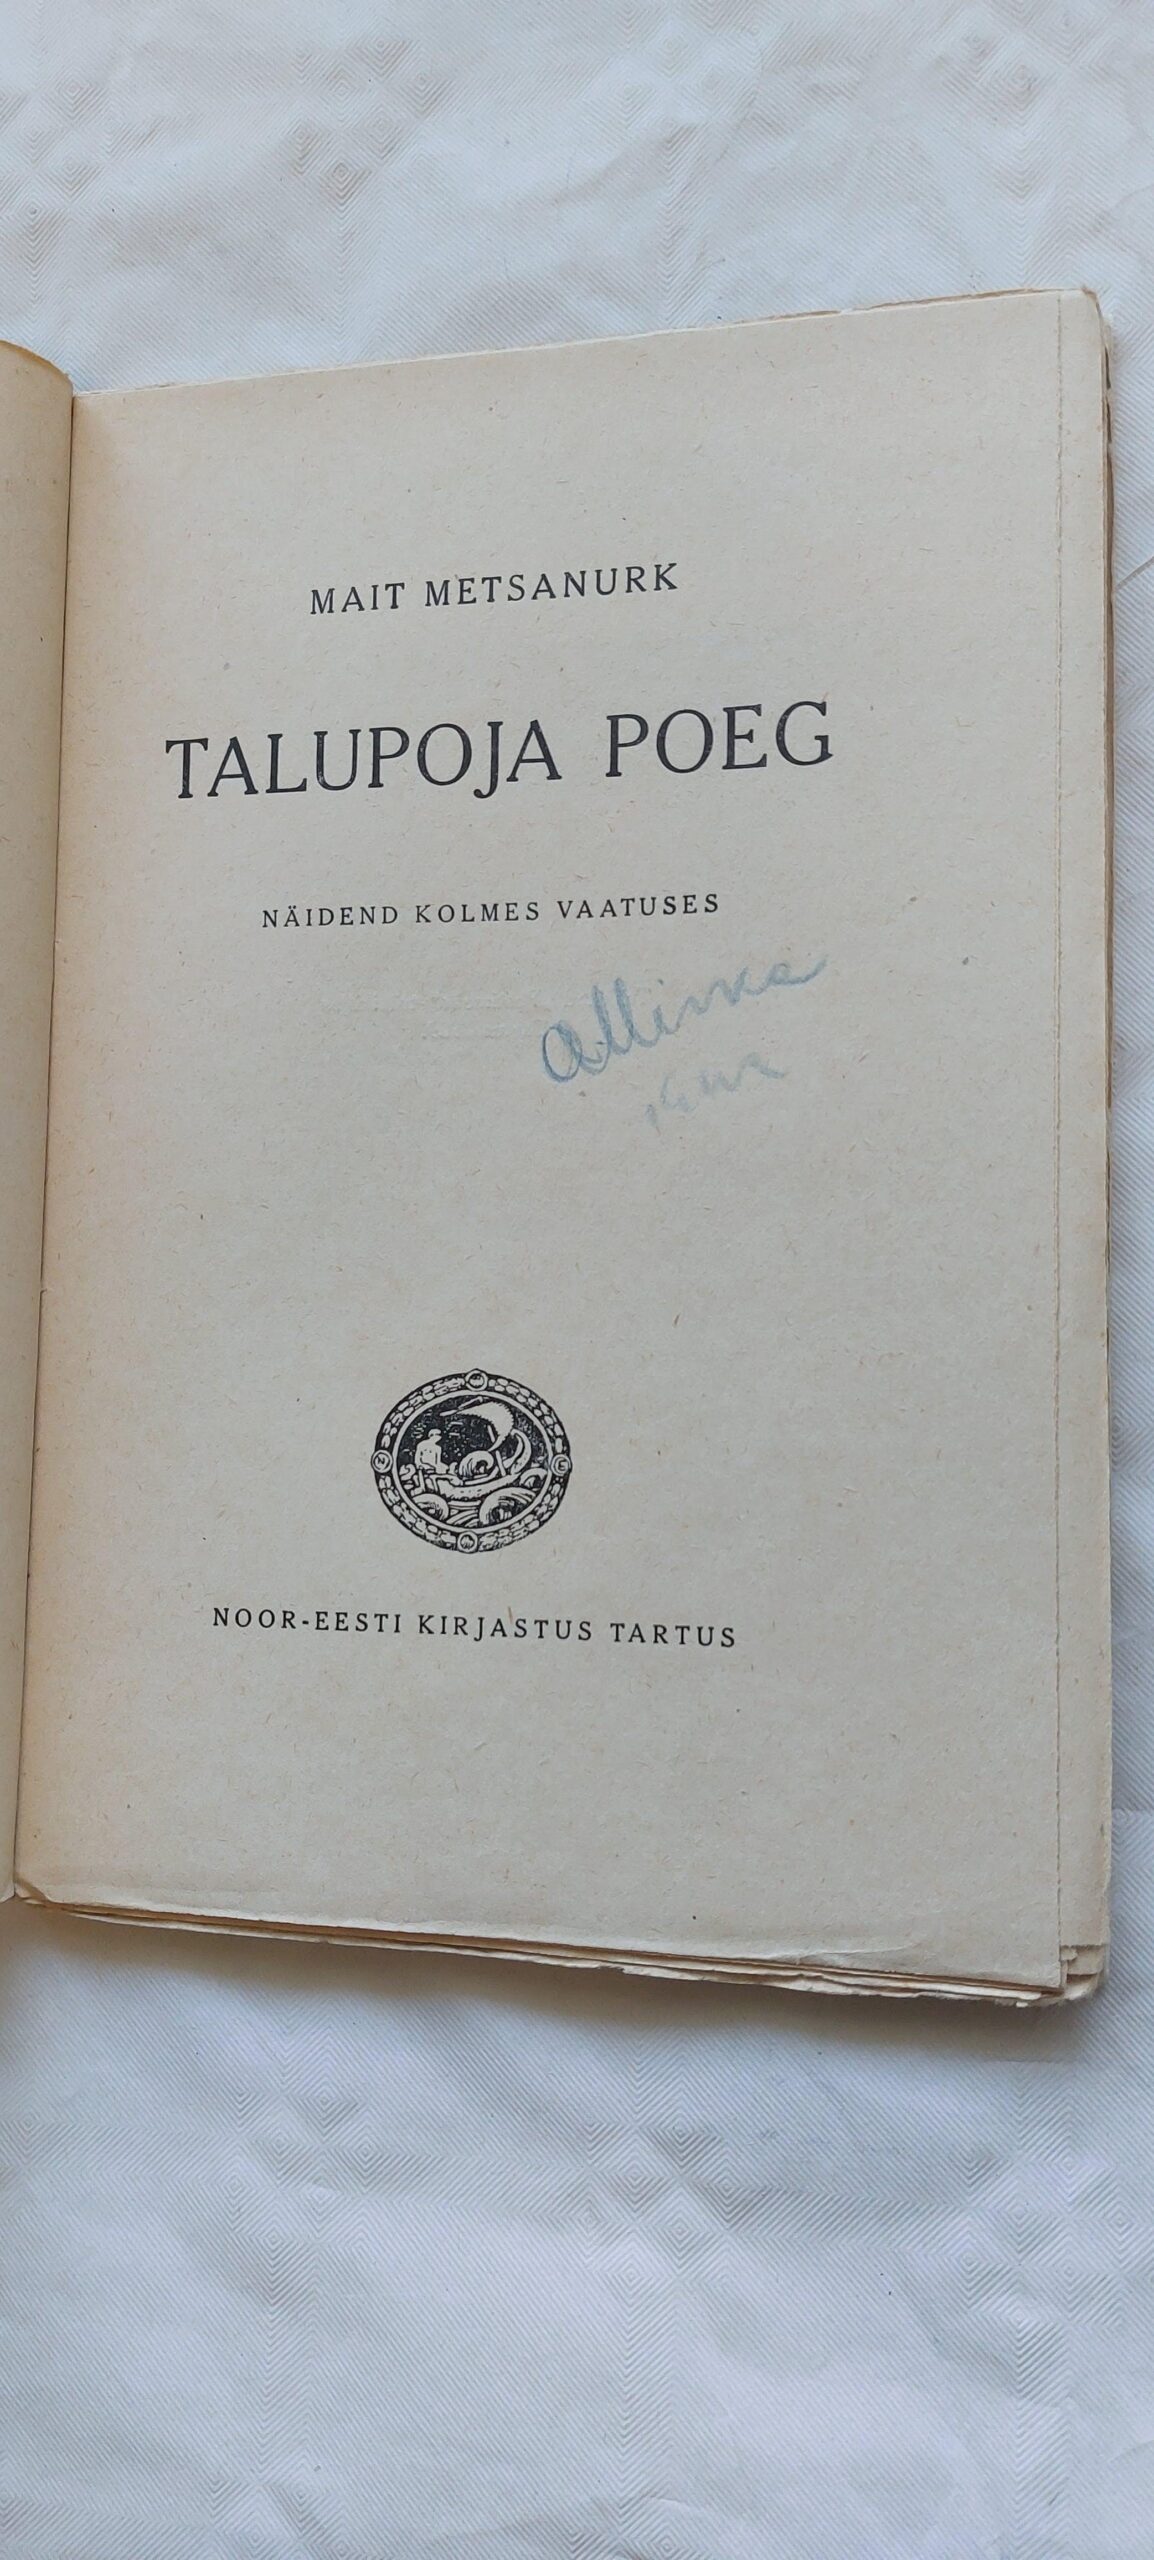 MAIT METSANURK
TALUPOJA POEG
NÄIDEND KOLMES VAATUSES
NOOR-EESTI KIRJASTUS TARTUS